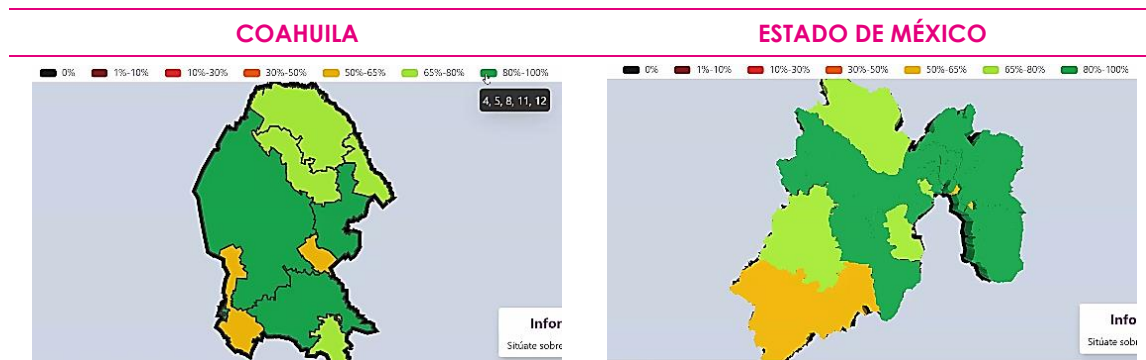 COAHUILA
ESTADO DE MÉXICO
0% 1%-10% 10%-30% 30%-50% 50%-65% 65%-80% 80%-100%
0% 1%-10% 10%-30% 30%-50% 50%-65% 65%-80% 80%-100%
4, 5, 8, 11, 12
Infor
Sitúate sobre
Info
Sitúate sob